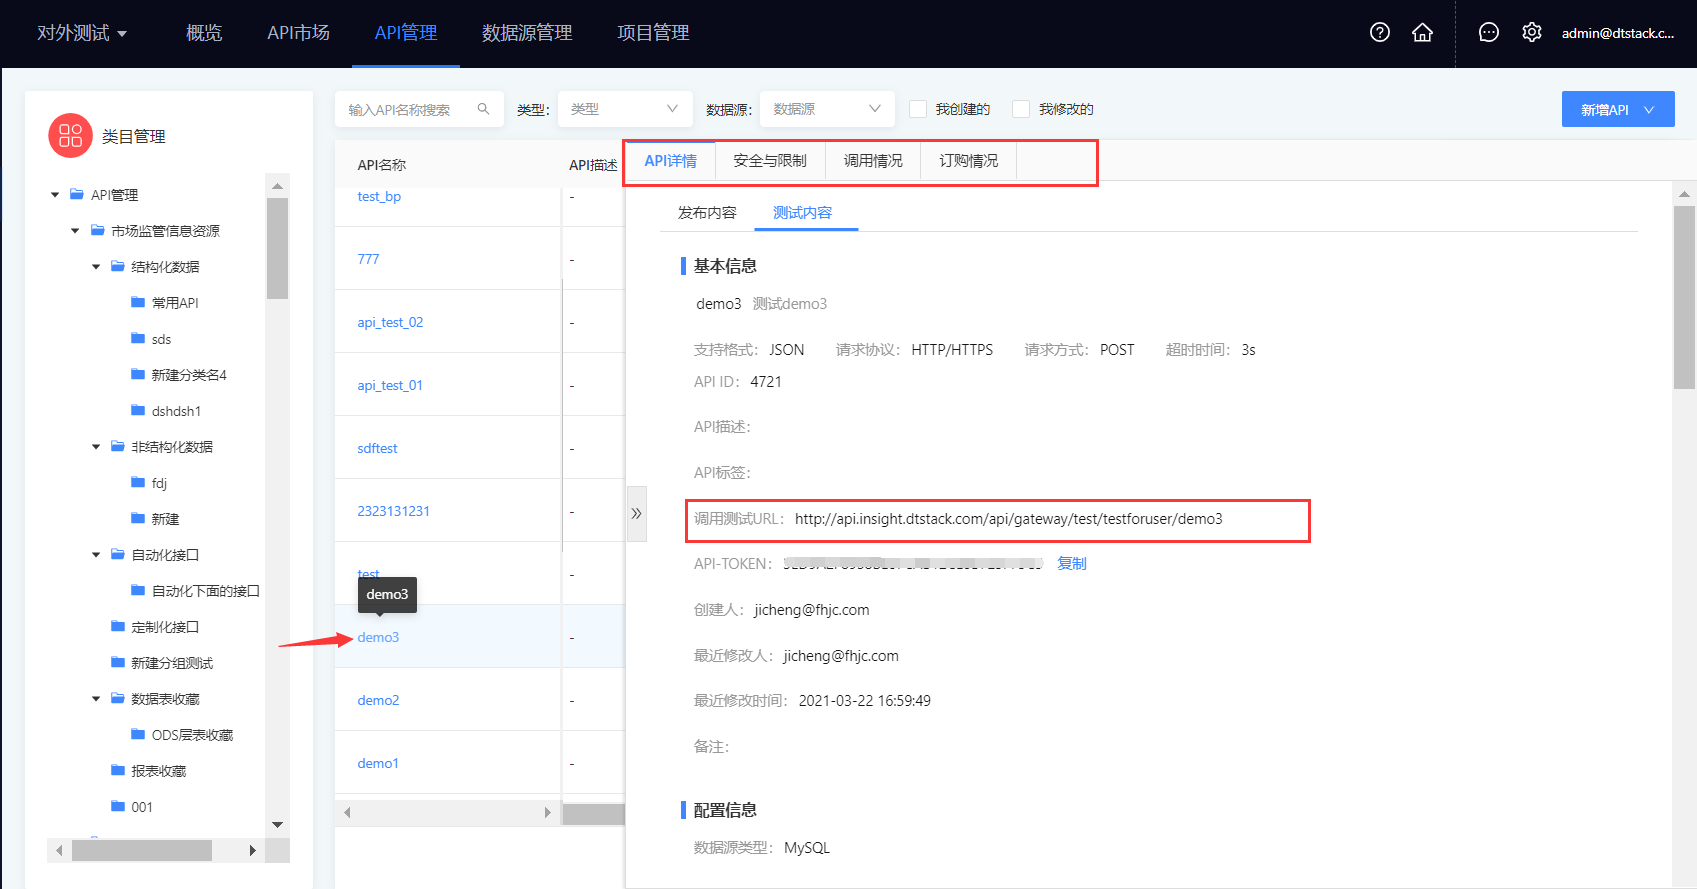 对外测试 概览 API市场 API管理 数据源管理 项目管理 admin@dtstack.c...
类目管理
API管理
市场监管信息资源
结构化数据
常用API
sds
新建分类名4
dshdsh1
非结构化数据
fdj
新建
自动化接口
自动化下面的接口
定制化接口
新建分组测试
数据表收藏
ODS层表收藏
报表收藏
001
输入API名称搜索 类型: 类型 数据源: 数据源 我创建的 我修改的 新增API
API名称 API描述
test_bp -
777 -
api_test_02 -
api_test_01 -
sdftest -
2323131231 -
test -
demo3
demo3 -
demo2 -
demo1 -
API详情 安全与限制 调用情况 订购情况
发布内容 测试内容
基本信息
demo3 测试demo3
支持格式: JSON 请求协议: HTTP/HTTPS 请求方式: POST 超时时间: 3s
API ID: 4721
API描述:
API标签:
调用测试URL: http://api.insight.dtstack.com/api/gateway/test/testforuser/demo3
API-TOKEN: 复制
创建人: jicheng@fhjc.com
最近修改人: jicheng@fhjc.com
最近修改时间: 2021-03-22 16:59:49
备注:
配置信息
数据源类型: MySQL